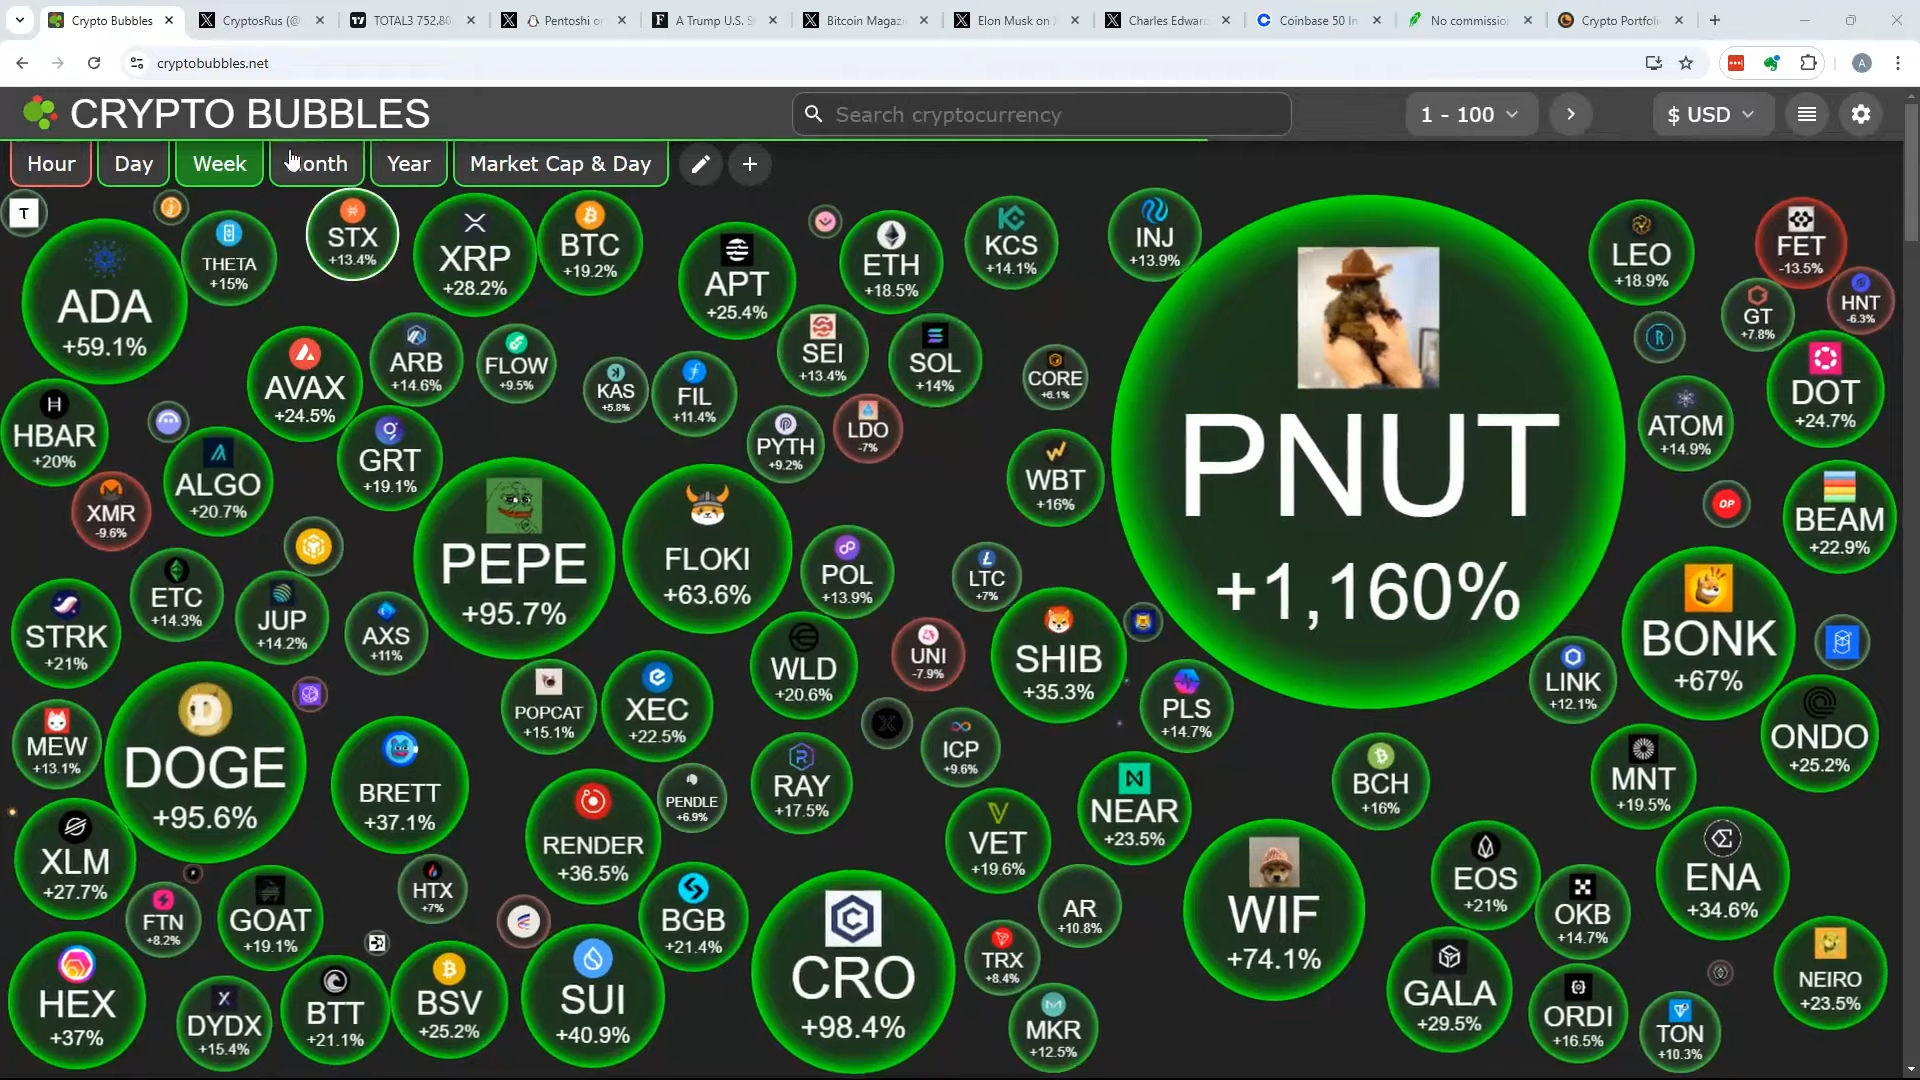 Crypto Bubbles
CryptosRus (@
TOTAL3 752.80
Pentoshi o
A Trump U.S. S
Bitcoin Magaz
Elon Musk on
Charles Edwar
Coinbase 50 In
No commissio
Crypto Portfoli
cryptobubbles.net
A
CRYPTO BUBBLES
Search cryptocurrency
1 - 100
$ USD
Hour
Day
Week
Month
Year
Market Cap & Day
T
ADA
+59.1%
THETA
+15%
STX
+13.4%
XRP
+28.2%
BTC
+19.2%
APT
+25.4%
ETH
+18.5%
KCS
+14.1%
INJ
+13.9%
PNUT
+1,160%
LEO
+18.9%
FET
-13.5%
HNT
-6.3%
GT
+7.8%
AVAX
+24.5%
ARB
+14.6%
FLOW
+9.5%
KAS
+5.8%
FIL
+11.4%
SEI
+13.4%
SOL
+14%
CORE
+6.1%
DOT
+24.7%
HBAR
+20%
GRT
+19.1%
LDO
-7%
PYTH
+9.2%
WBT
+16%
ATOM
+14.9%
XMR
-9.6%
ALGO
+20.7%
PEPE
+95.7%
FLOKI
+63.6%
POL
+13.9%
LTC
+7%
OP
BEAM
+22.9%
STRK
+21%
ETC
+14.3%
JUP
+14.2%
AXS
+11%
WLD
+20.6%
UNI
-7.9%
SHIB
+35.3%
BONK
+67%
LINK
+12.1%
MEW
+13.1%
DOGE
+95.6%
BRETT
+37.1%
POPCAT
+15.1%
XEC
+22.5%
ICP
+9.6%
PLS
+14.7%
ONDO
+25.2%
XLM
+27.7%
RENDER
+36.5%
PENDLE
+6.9%
RAY
+17.5%
VET
+19.6%
NEAR
+23.5%
BCH
+16%
MNT
+19.5%
FTN
+8.2%
GOAT
+19.1%
HTX
+7%
BGB
+21.4%
CRO
+98.4%
AR
+10.8%
WIF
+74.1%
EOS
+21%
OKB
+14.7%
ENA
+34.6%
HEX
+37%
DYDX
+15.4%
BTT
+21.1%
BSV
+25.2%
SUI
+40.9%
TRX
+8.4%
MKR
+12.5%
GALA
+29.5%
ORDI
+16.5%
TON
+10.3%
NEIRO
+23.5%